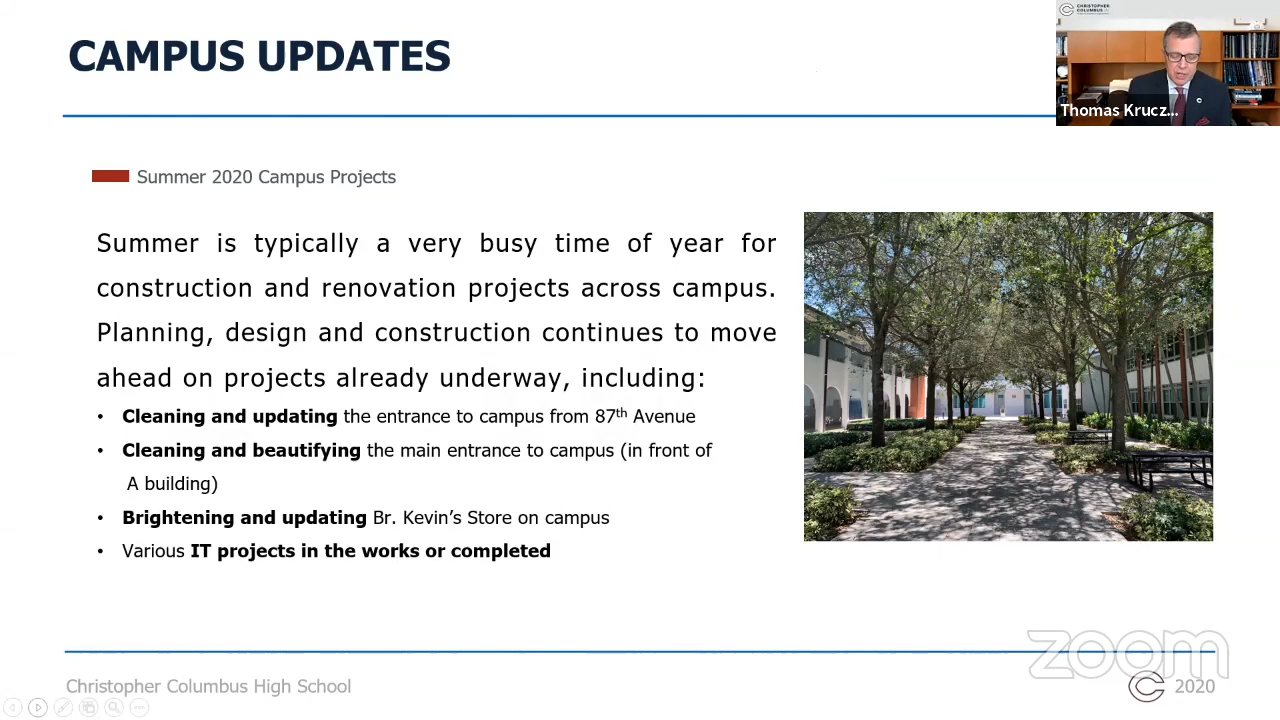 CAMPUS UPDATES
CHRISTOPHER
COLUMBUS
Thomas Krucz...
Summer 2020 Campus Projects
Summer is typically a very busy time of year for
construction and renovation projects across campus.
Planning, design and construction continues to move
ahead on projects already underway, including:
• Cleaning and updating the entrance to campus from 87th Avenue
• Cleaning and beautifying the main entrance to campus (in front of
A building)
• Brightening and updating Br. Kevin’s Store on campus
• Various IT projects in the works or completed
zoom
Christopher Columbus High School
2020